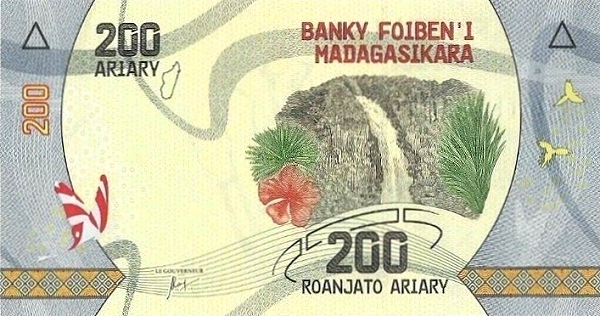 200
ARIARY
BANKY FOIBEN'I
MADAGASIKARA
200
LE GOUVERNEUR
200
ROANJATO ARIARY